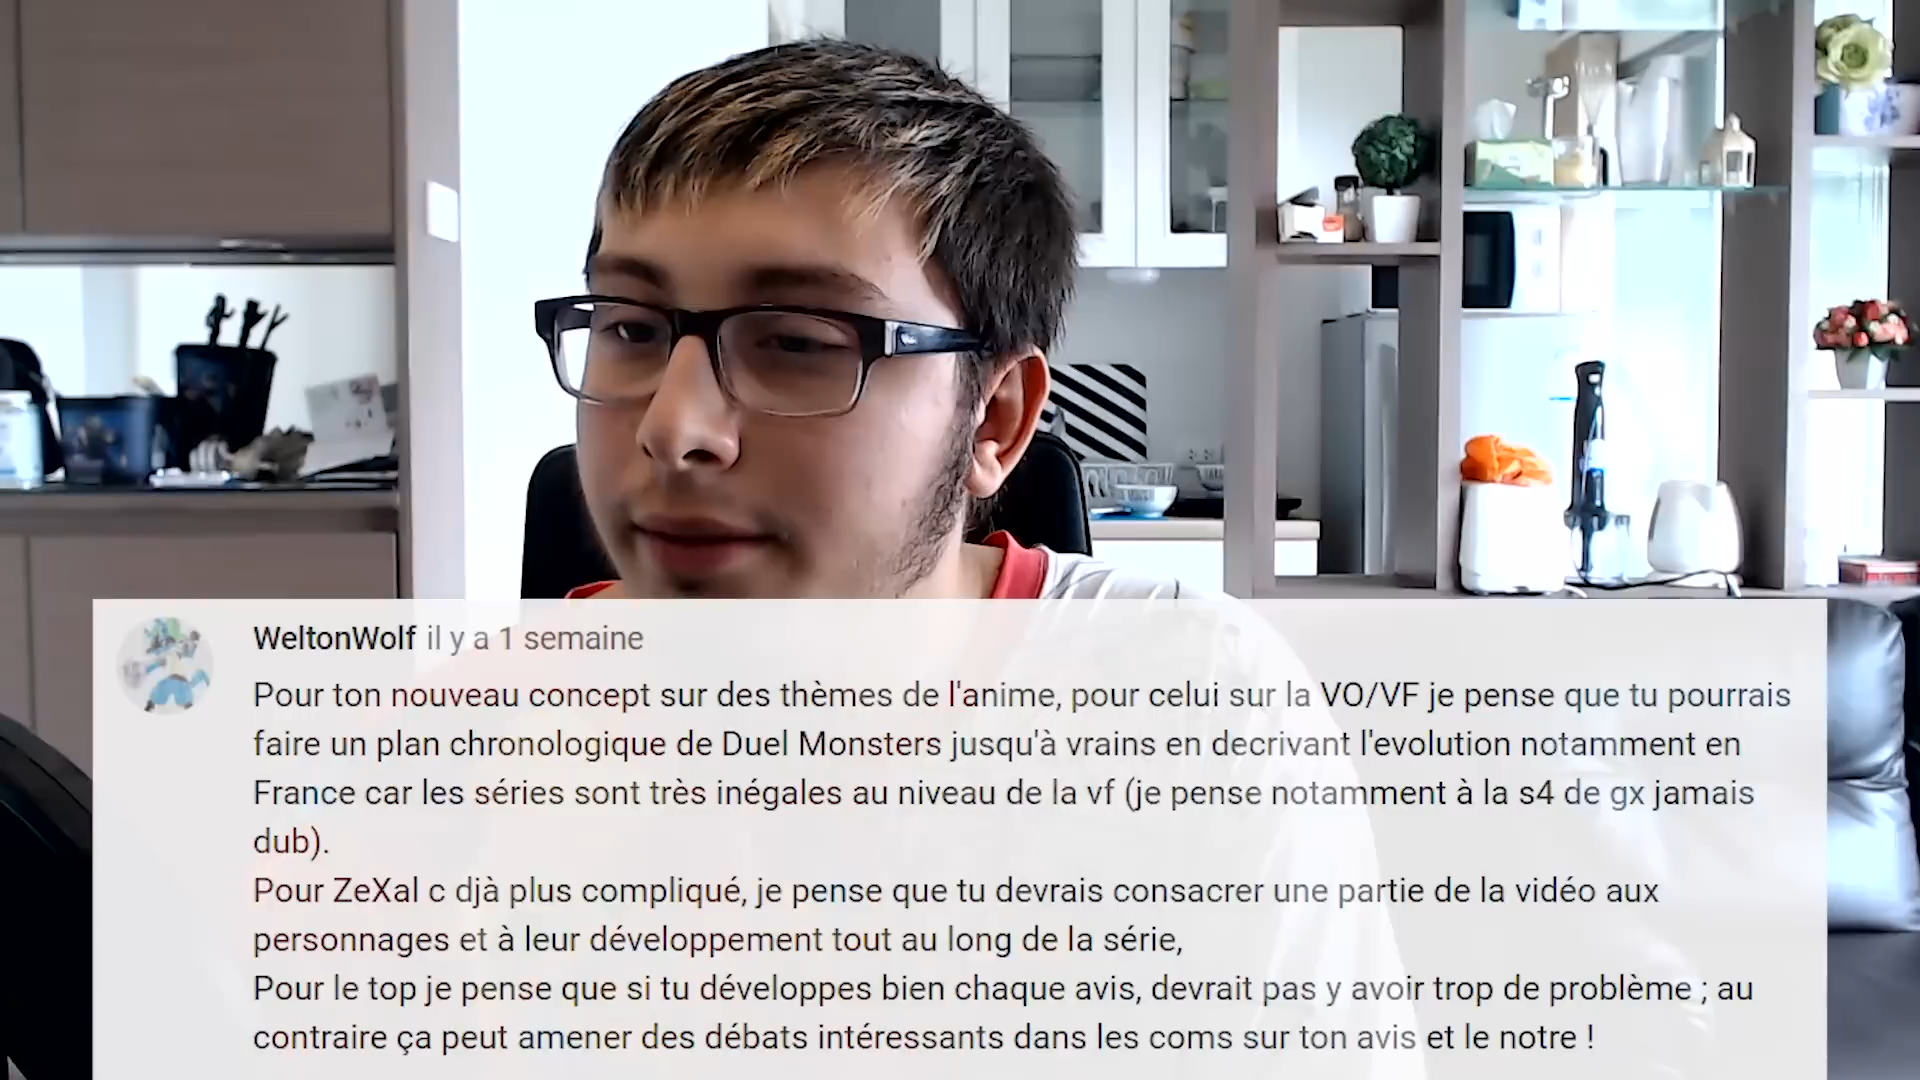 WeltonWolf il y a 1 semaine
Pour ton nouveau concept sur des thèmes de l'anime, pour celui sur la VO/VF je pense que tu pourrais
faire un plan chronologique de Duel Monsters jusqu'à vrains en decrivant l'evolution notamment en
France car les séries sont très inégales au niveau de la vf (je pense notamment à la s4 de gx jamais
dub).
Pour ZeXal c djà plus compliqué, je pense que tu devrais consacrer une partie de la vidéo aux
personnages et à leur développement tout au long de la série,
Pour le top je pense que si tu développes bien chaque avis, devrait pas y avoir trop de problème ; au
contraire ça peut amener des débats intéressants dans les coms sur ton avis et le notre !